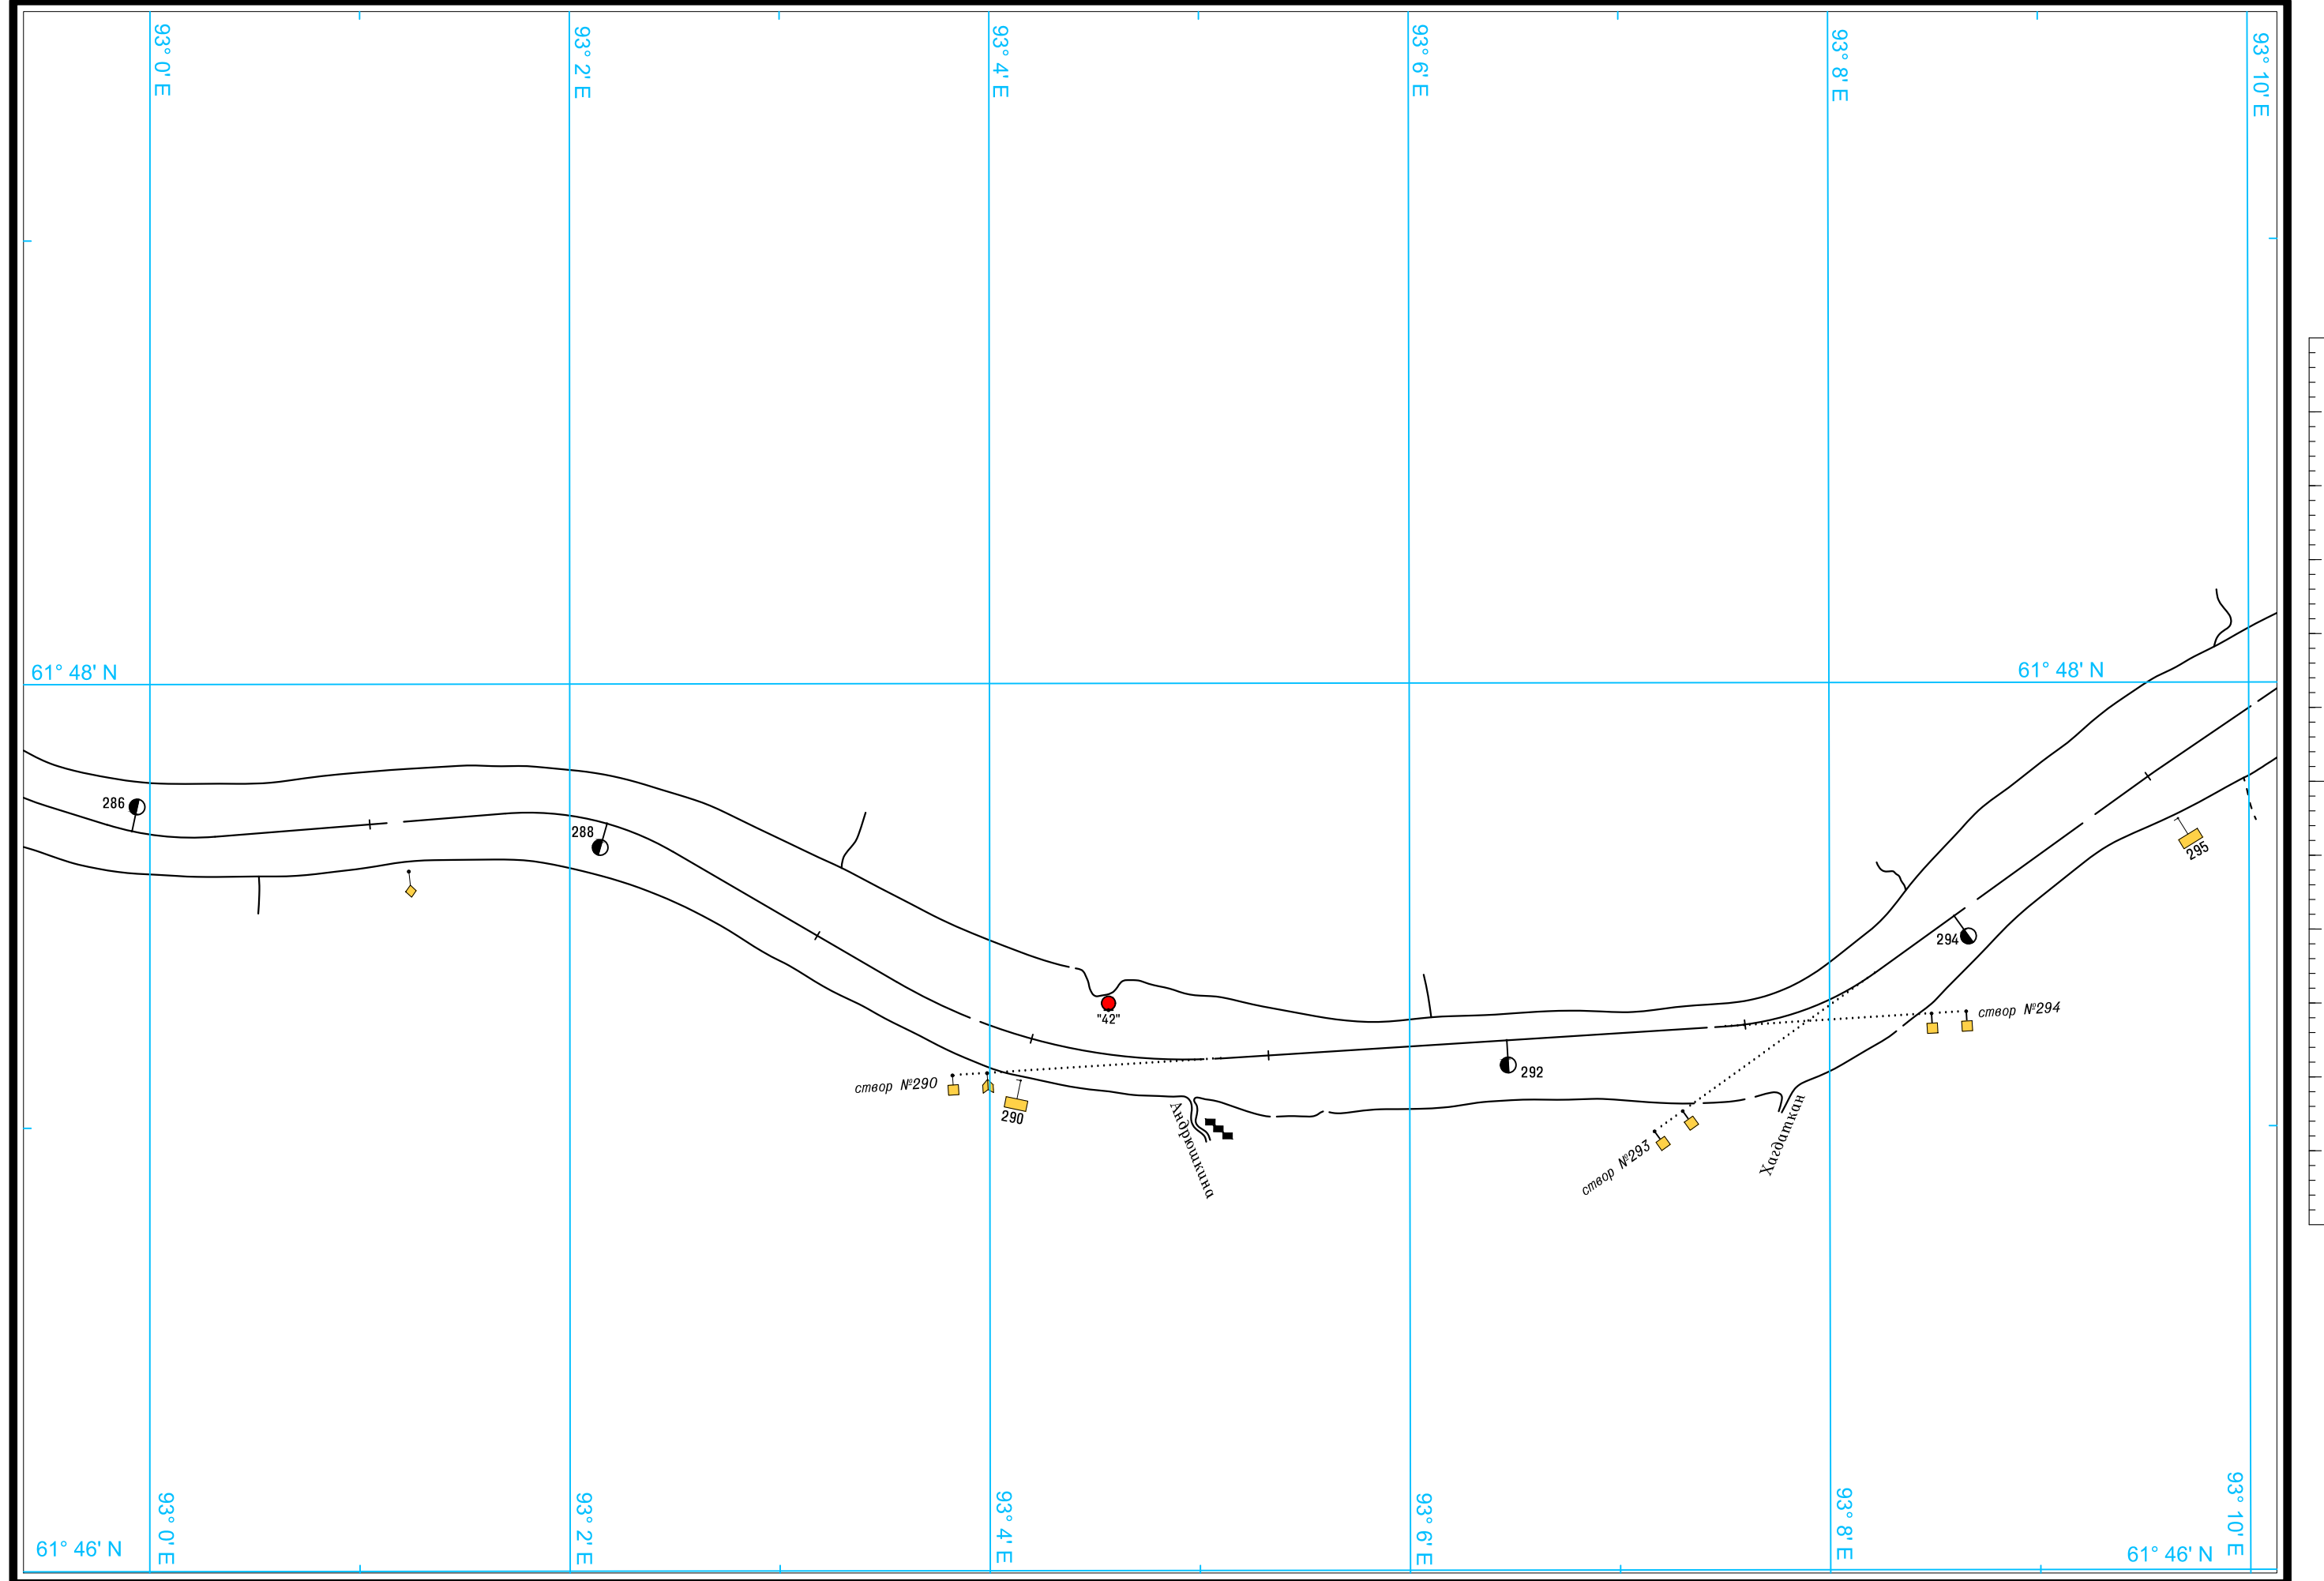 93° 0' E
93° 2' E
93° 4' E
93° 6' E
93° 8' E
93° 10' E
61° 48' N
61° 48' N
286
288
295
294
"42"
створ №294
292
створ №290
290
Андрюшкина
створ №293
Хагдашкан
93° 0' E
93° 2' E
93° 4' E
93° 6' E
93° 8' E
93° 10' E
61° 46' N
61° 46' N